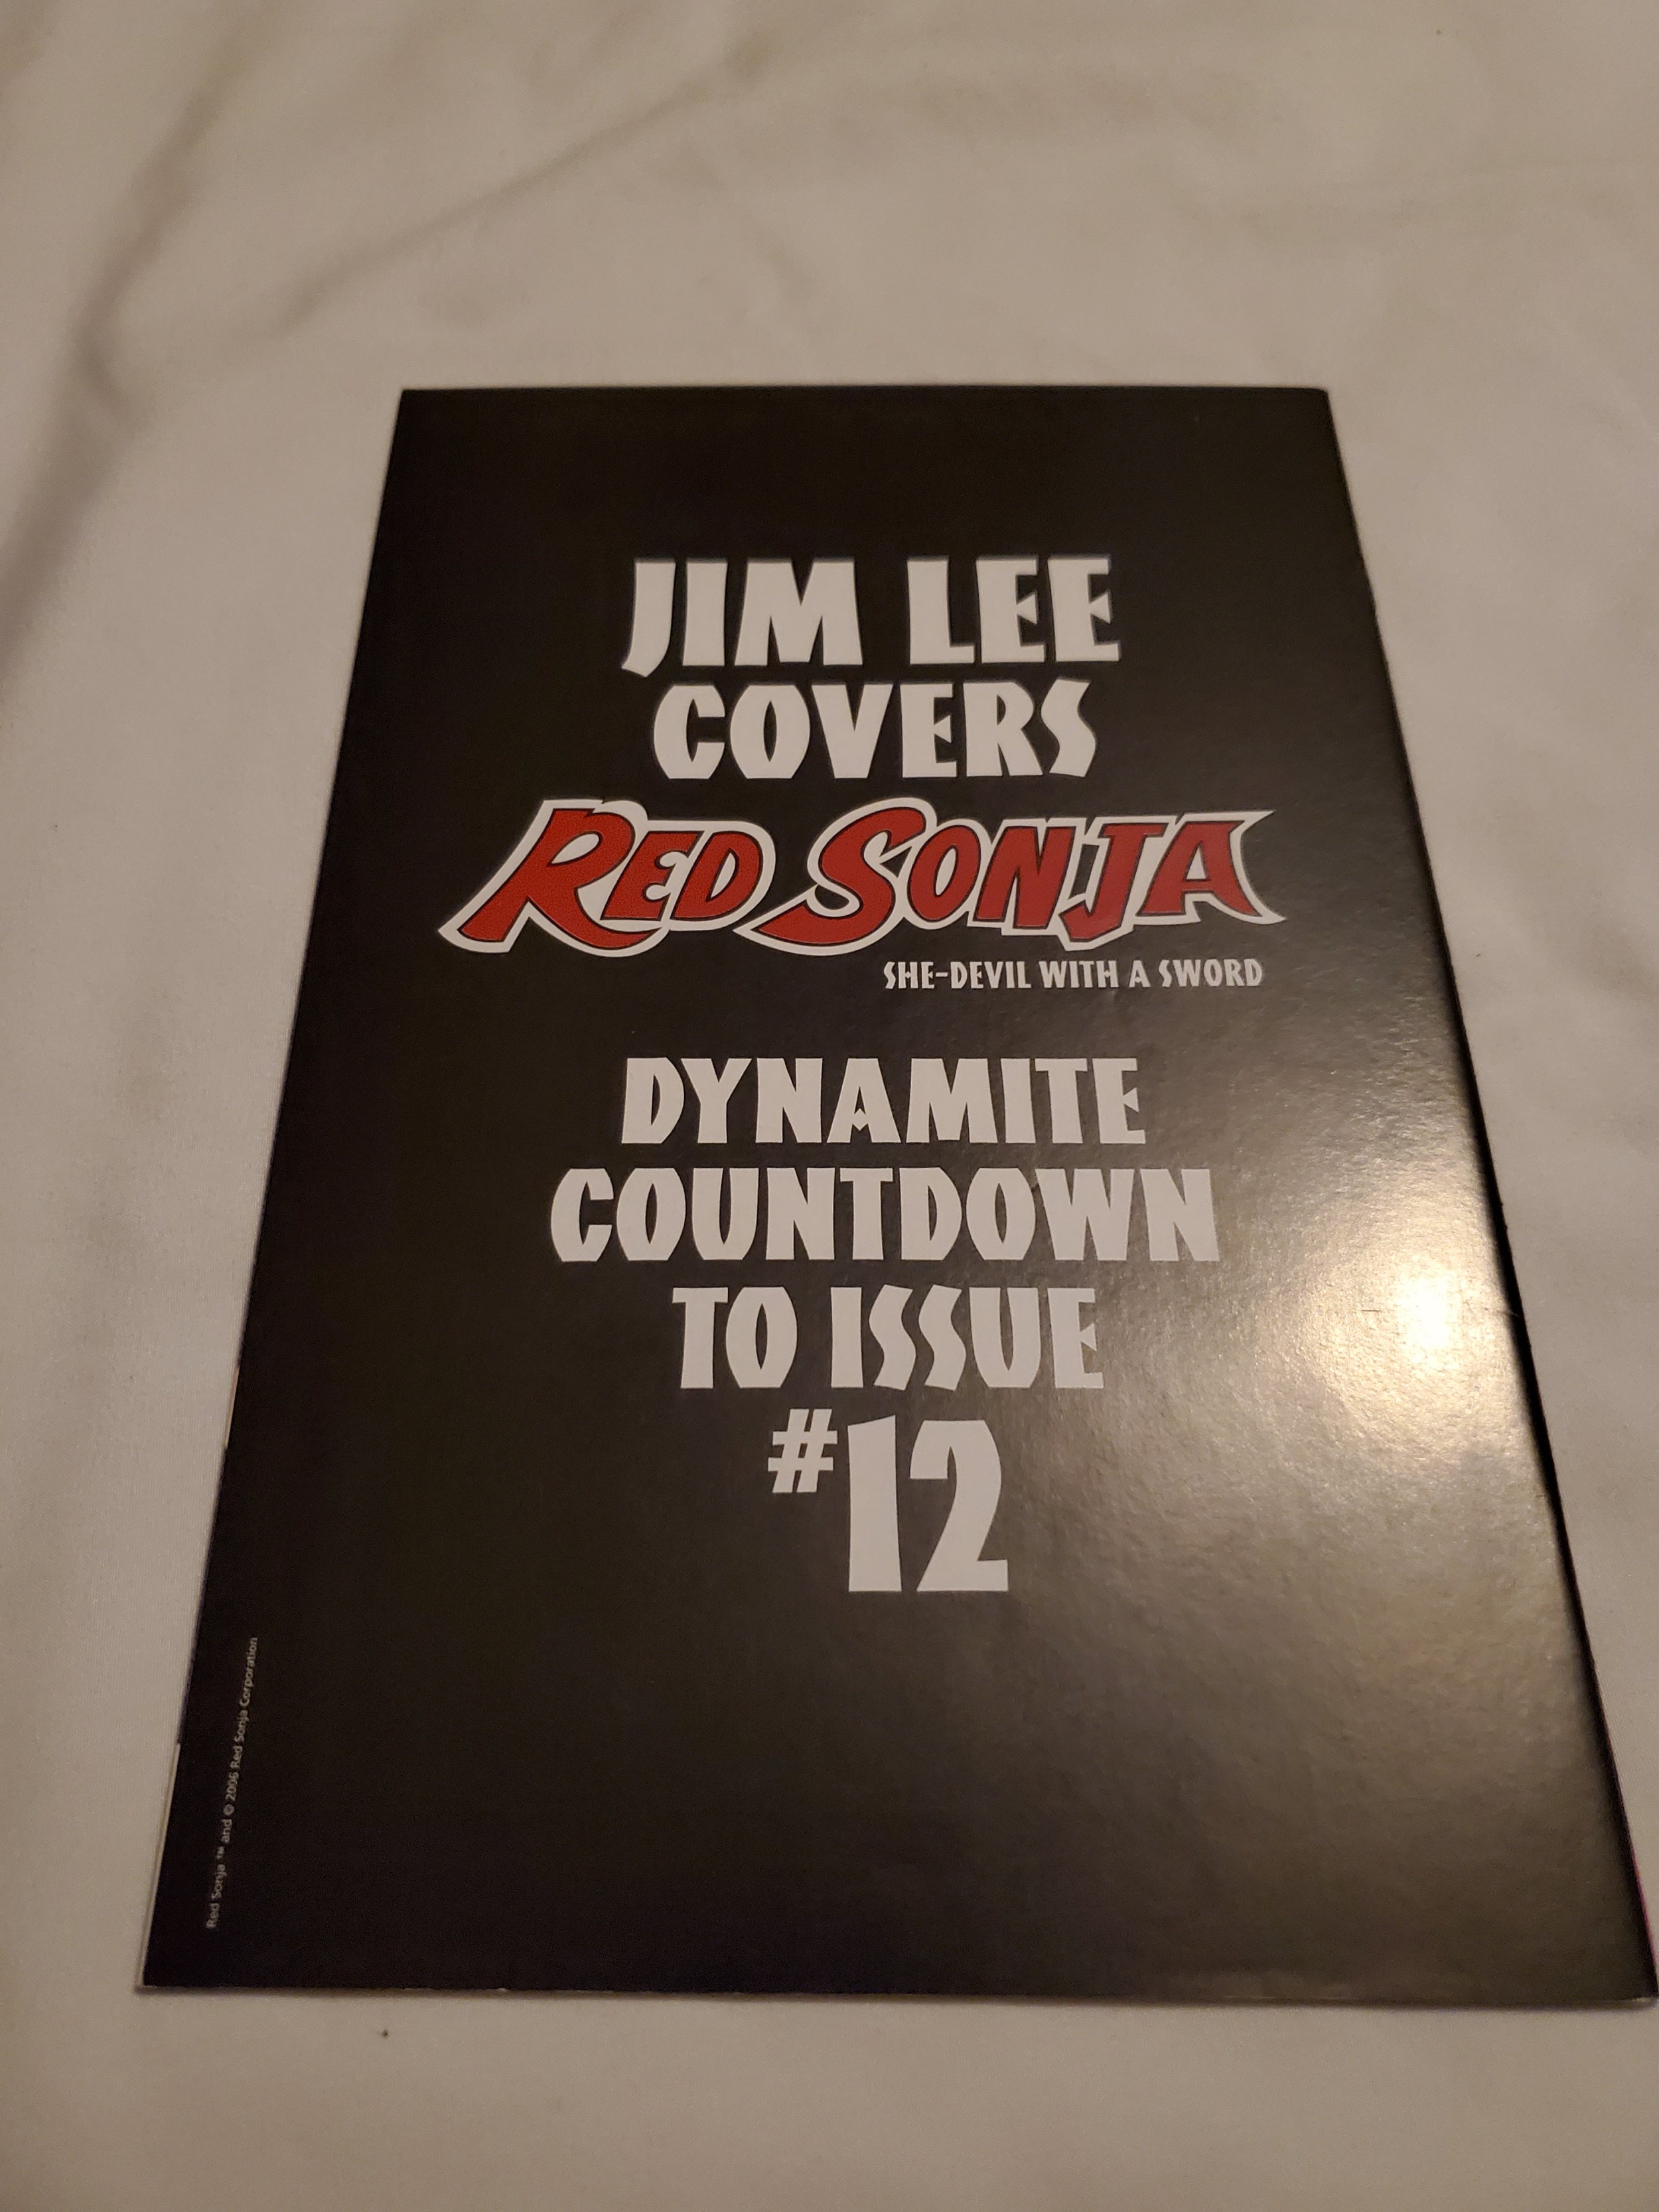 JIM LEE
COVERS
RED SONJA
SHE-DEVIL WITH A SWORD
DYNAMITE
COUNTDOWN
TO ISSUE
#12
Red Sonja ™ and © 2006 Red Sonja Corporation